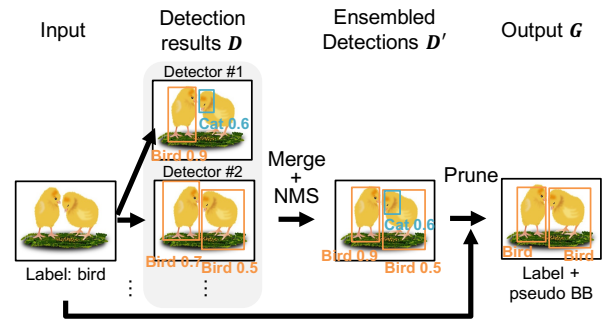 Input
Detection
results D
Ensembled
Detections D′
Output G
Detector #1
Cat 0.6
Bird 0.9
Detector #2
Merge
+
NMS
Prune
Bird 0.7
Bird 0.5
Cat 0.6
Bird 0.9
Bird 0.5
Bird
Bird
Label: bird
Label +
pseudo BB